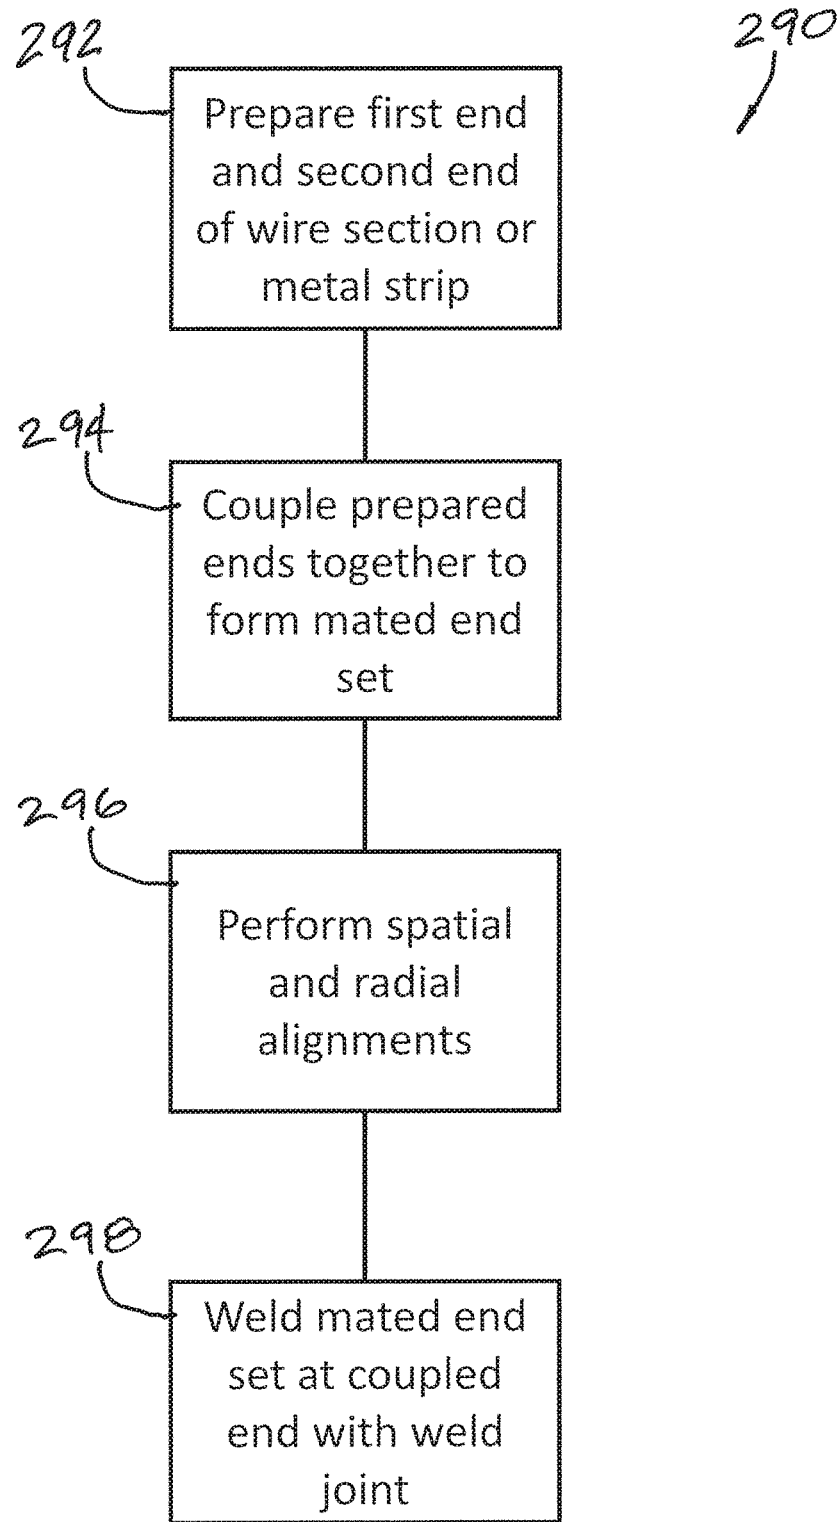 292
290
Prepare first end
and second end
of wire section or
metal strip
294
Couple prepared
ends together to
form mated end
set
296
Perform spatial
and radial
alignments
298
Weld mated end
set at coupled
end with weld
joint